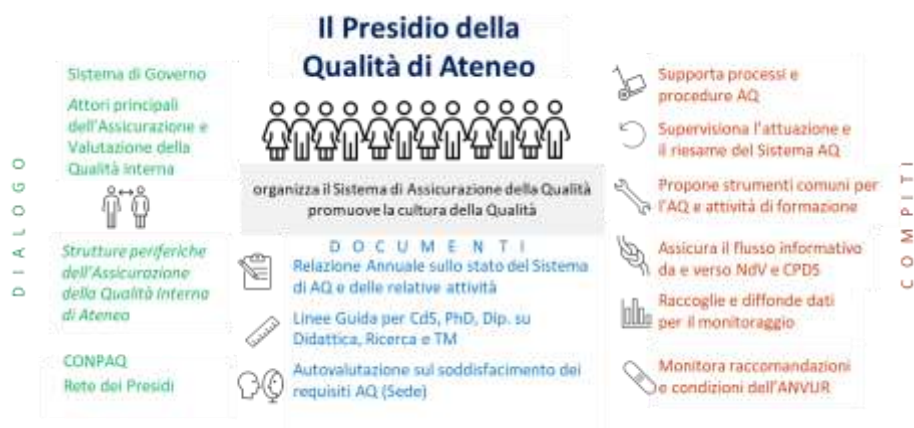 Il Presidio della
Qualità di Ateneo
organizza il Sistema di Assicurazione della Qualità
promuove la cultura della Qualità
DIALOGO
Sistema di Governo
Attori principali
dell'Assicurazione e
Valutazione della
Qualità interna
Strutture periferiche
dell'Assicurazione
della Qualità Interna
di Ateneo
CONPAQ
Rete dei Presidi
DOCUMENTI
Relazione Annuale sullo stato del Sistema
di AQ e delle relative attività
Linee Guida per CdS, PhD, Dip. su
Didattica, Ricerca e TM
Autovalutazione sul soddisfacimento dei
requisiti AQ (Sede)
COMPITI
Supporta processi e
procedure AQ
Supervisiona l'attuazione e
il riesame del Sistema AQ
Propone strumenti comuni per
l'AQ e attività di formazione
Assicura il flusso informativo
da e verso NdV e CPDS
Raccoglie e diffonde dati
per il monitoraggio
Monitora raccomandazioni
e condizioni dell'ANVUR